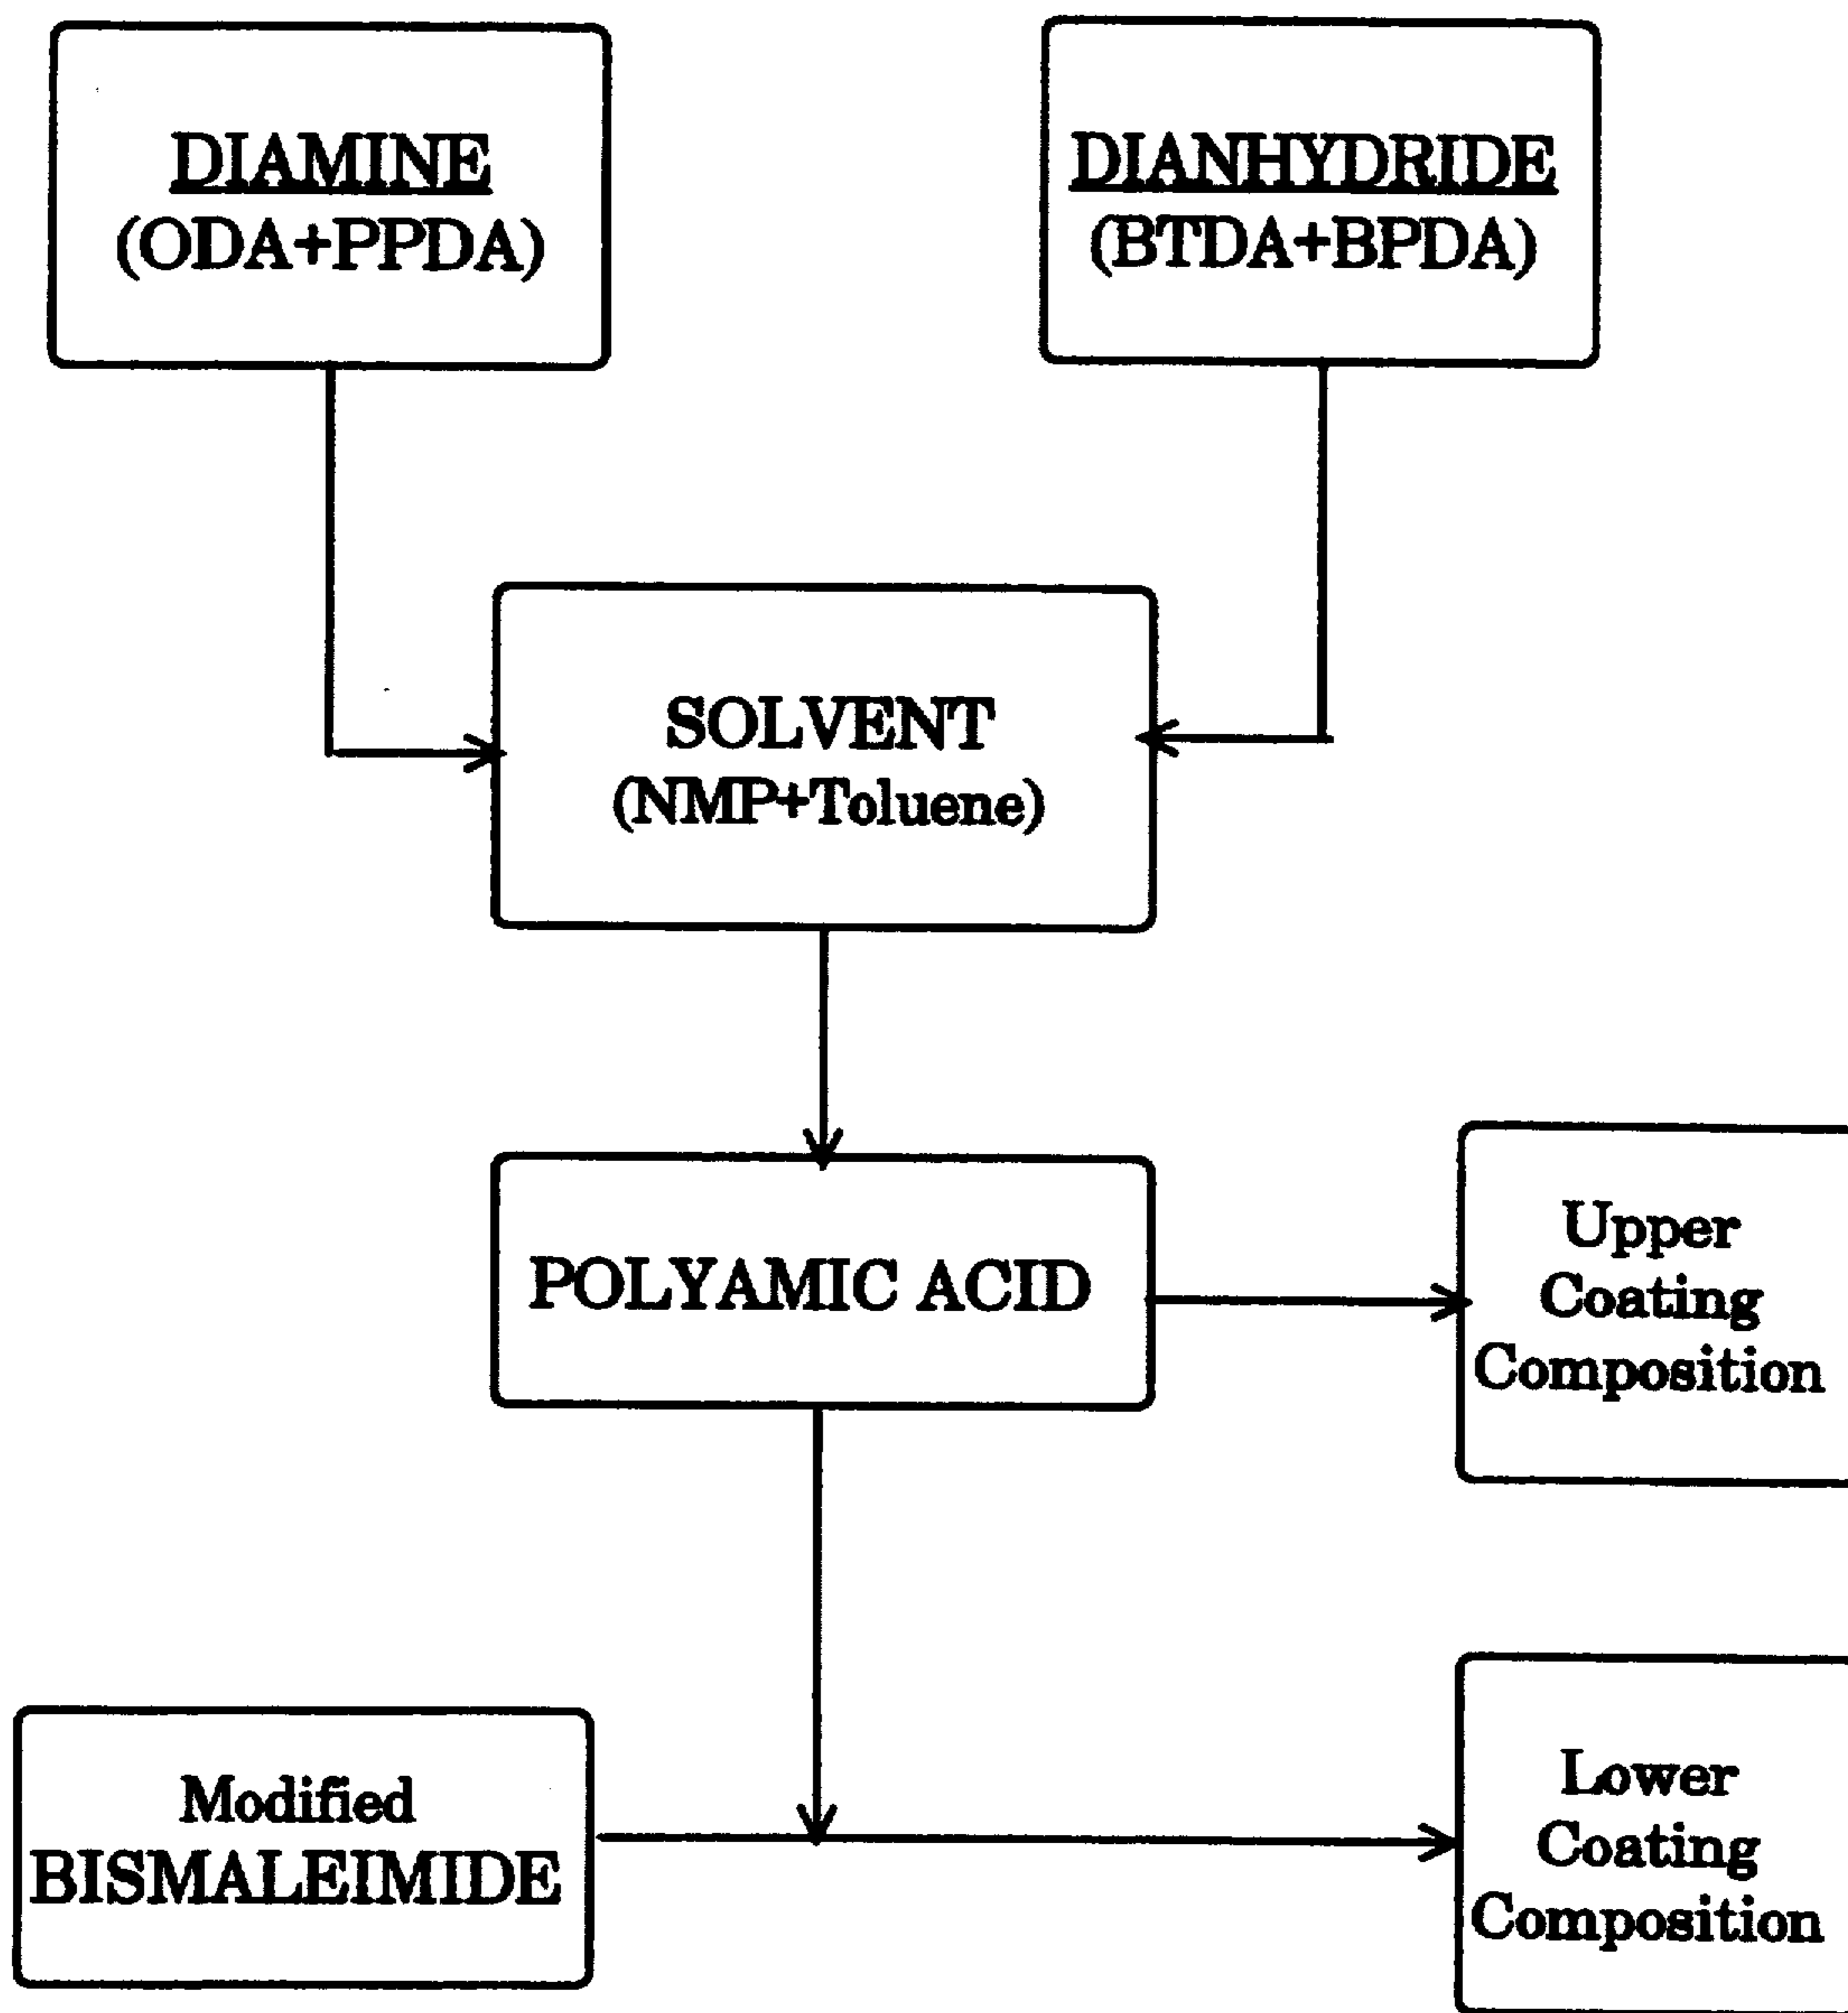 DIAMINE
(ODA+PPDA)
DIANHYDRIDE
(BTDA+BPDA)
SOLVENT
(NMP+Toluene)
POLYAMIC ACID
Upper
Coating
Composition
Modified
BISMALEIMIDE
Lower
Coating
Composition